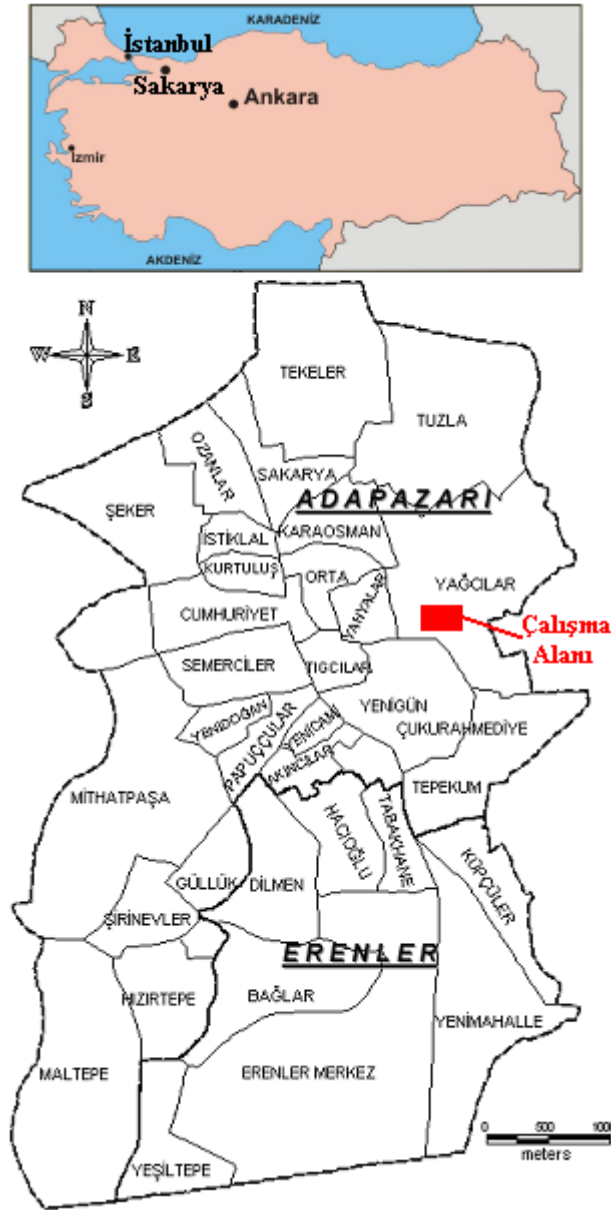 KARADENİZ
İstanbul
Sakarya
Ankara
İzmir
AKDENİZ
N
W E
S
TEKELER
TUZLA
OZANLAR
SAKARYA
ADAPAZARI
ŞEKER
İSTİKLAL
KARAOSMAN
KURTULUŞ
ORTA
YAHYALAR
YAĞCILAR
CUMHURİYET
Çalışma
Alanı
SEMERCİLER
TIGCILAR
YENİGÜN
YENİDOĞAN
PAPUÇÇULAR
YENİCAMİ
ÇUKURAHMEDİYE
AKINCILAR
MİTHATPAŞA
TEPEKUM
HACIOĞLU
TABAKHANE
KÜPÇÜLER
GÜLLÜK
DİLMEN
ŞİRİNEVLER
ERENLER
HIZIRTEPE
BAĞLAR
YENİMAHALLE
MALTEPE
ERENLER MERKEZ
YEŞİLTEPE
0 500 1000
meters